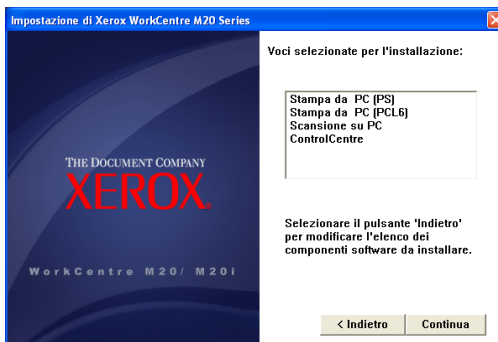 Impostazione di Xerox WorkCentre M20 Series
Voci selezionate per l'installazione:
Stampa da PC (PS)
Stampa da PC (PCL6)
Scansione su PC
ControlCentre
THE DOCUMENT COMPANY
XEROX.
WorkCentre M20/ M20i
Selezionare il pulsante 'Indietro'
per modificare l'elenco dei
componenti software da installare.
< Indietro
Continua